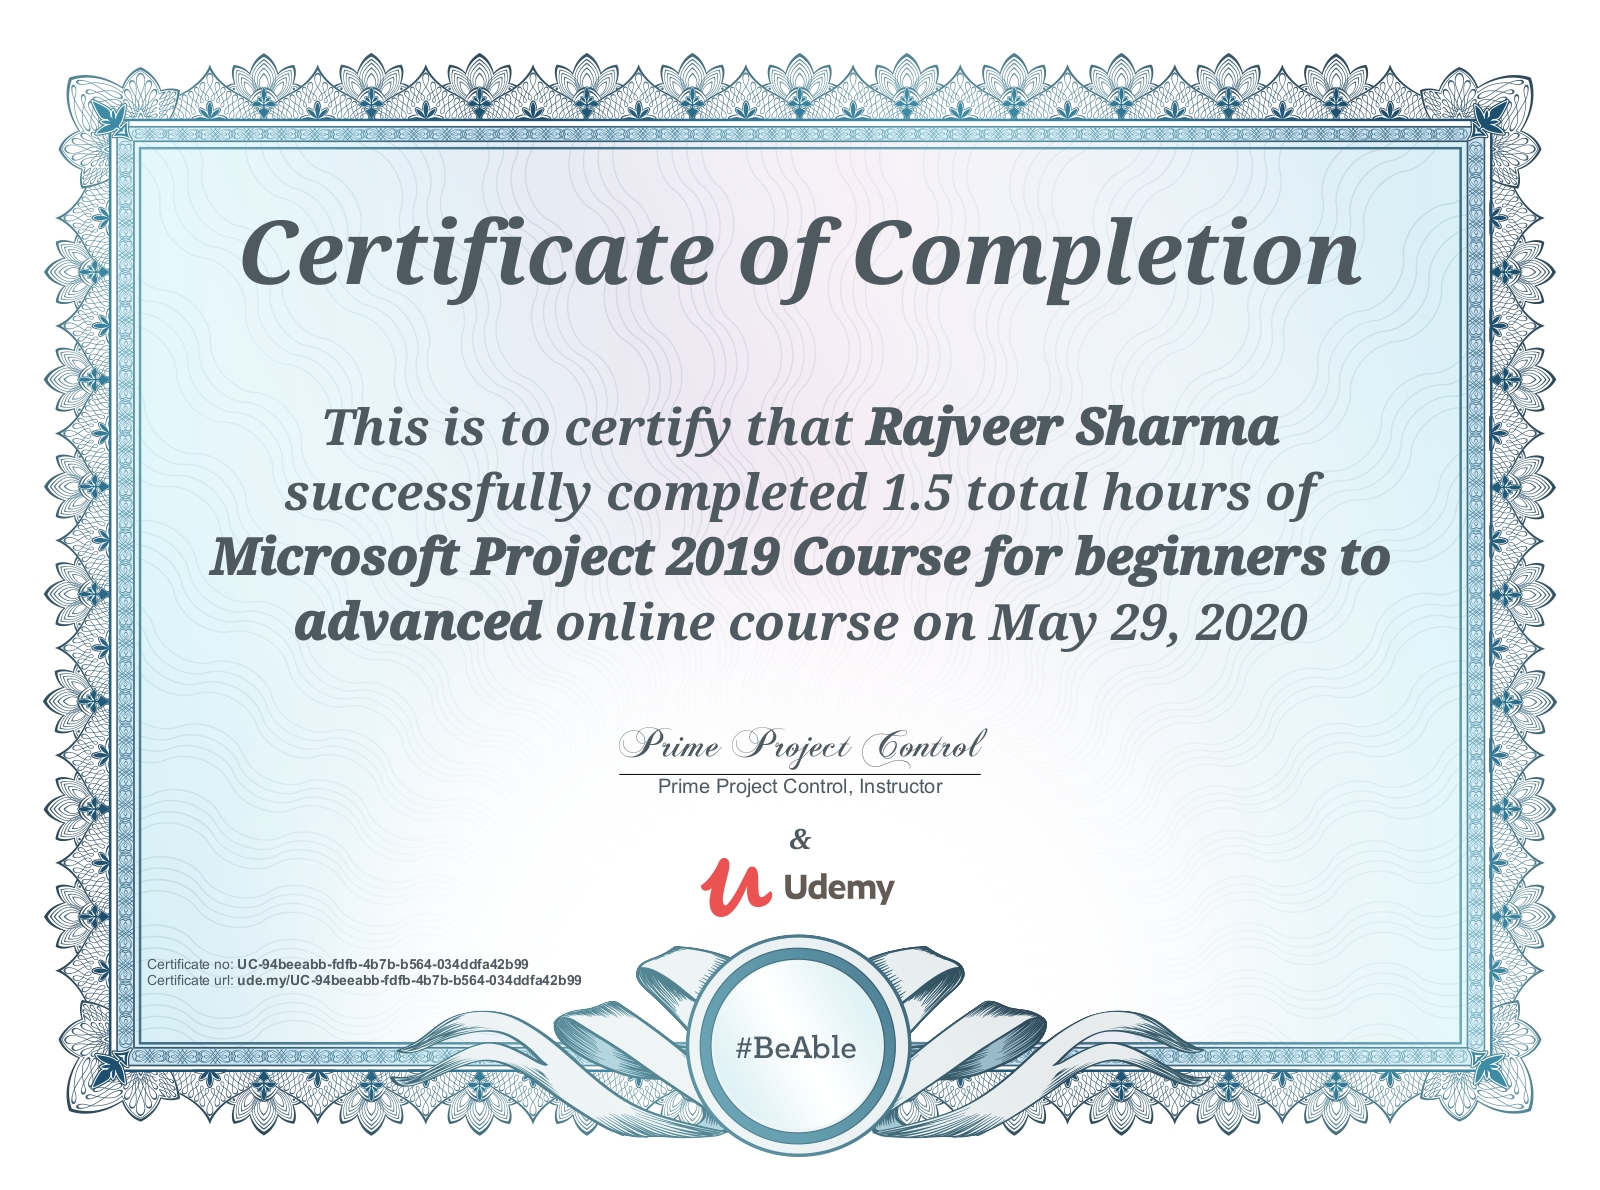 Certificate of Completion
This is to certify that Rajveer Sharma
successfully completed 1.5 total hours of
Microsoft Project 2019 Course for beginners to
advanced online course on May 29, 2020
Prime Project Control
Prime Project Control, Instructor
&
Udemy
Certificate no: UC-94beeabb-fdfb-4b7b-b564-034ddfa42b99
Certificate url: ude.my/UC-94beeabb-fdfb-4b7b-b564-034ddfa42b99
#BeAble